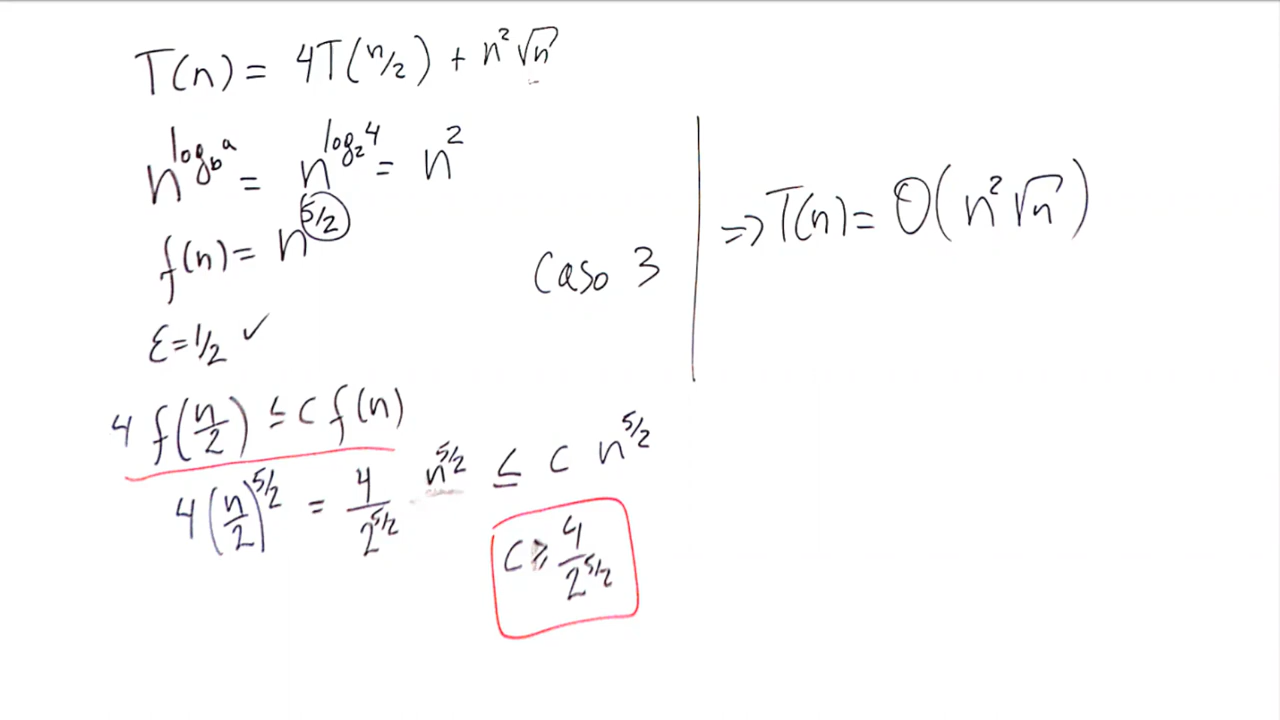 T(n) = 4T(n/2) + n² √n
n^(log_b a) = n^(log_2 4) = n²
f(n) = n^(5/2)
Caso 3
ε = 1/2 ✓
4 f(n/2) ≤ c f(n)
4 (n/2)^(5/2) = 4/2^(5/2) n^(5/2) ≤ c n^(5/2)
c ≥ 4/2^(5/2)
⇒ T(n) = Θ(n² √n)